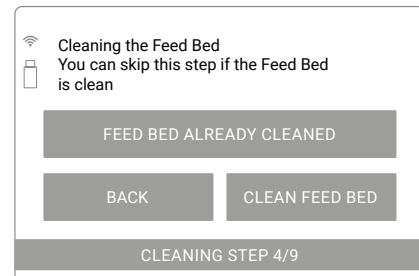 Cleaning the Feed Bed
You can skip this step if the Feed Bed
is clean
FEED BED ALREADY CLEANED
BACK
CLEAN FEED BED
CLEANING STEP 4/9